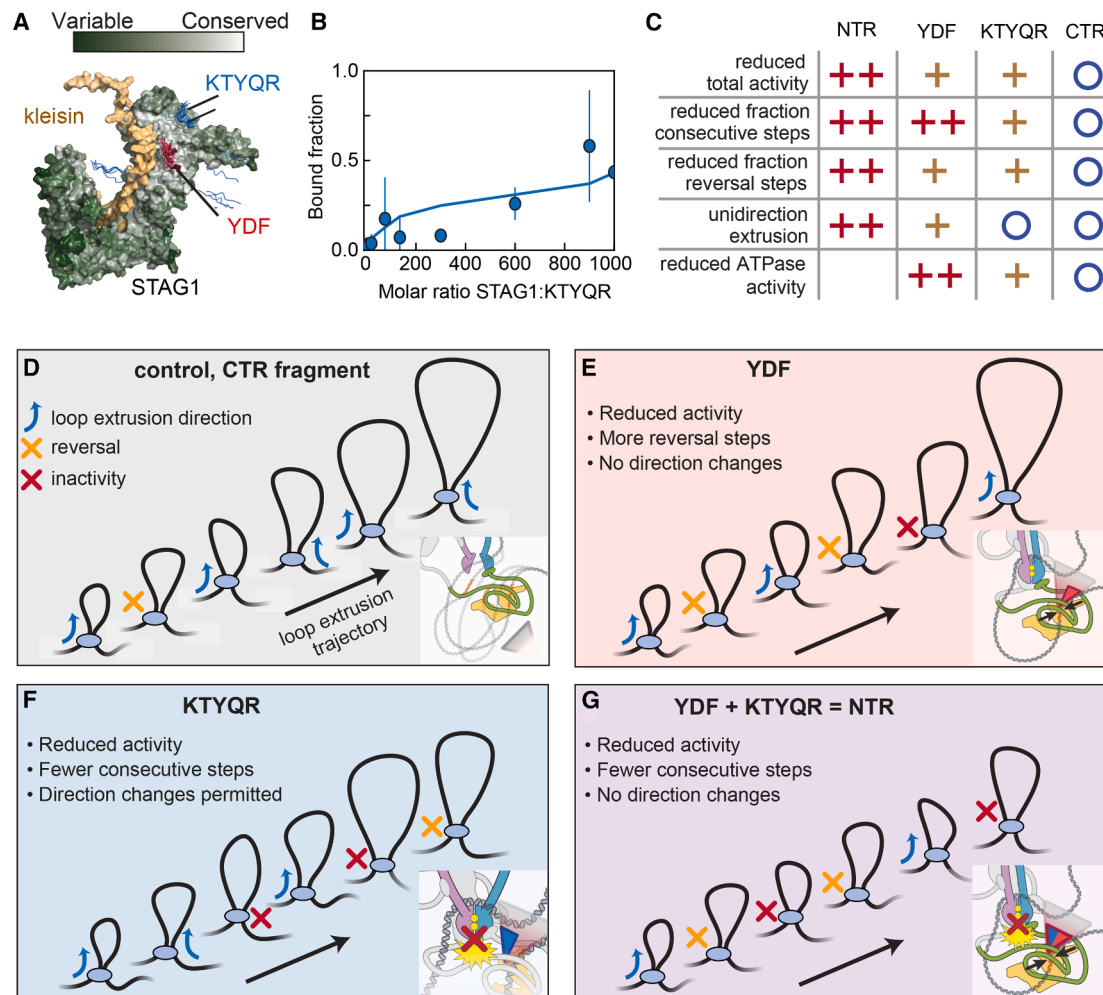 A
Variable Conserved
KTYQR
kleisin
YDF
STAG1
B
Bound fraction
1.0
0.5
0.0
0 200 400 600 800 1000
Molar ratio STAG1:KTYQR
C
NTR YDF KTYQR CTR
reduced
total activity
++ + + O
reduced fraction
consecutive steps
++ ++ + O
reduced fraction
reversal steps
++ + + O
unidirection
extrusion
++ + O O
reduced ATPase
activity
++ + O
D
control, CTR fragment
loop extrusion direction
reversal
inactivity
loop extrusion
trajectory
E
YDF
• Reduced activity
• More reversal steps
• No direction changes
F
KTYQR
• Reduced activity
• Fewer consecutive steps
• Direction changes permitted
G
YDF + KTYQR = NTR
• Reduced activity
• Fewer consecutive steps
• No direction changes